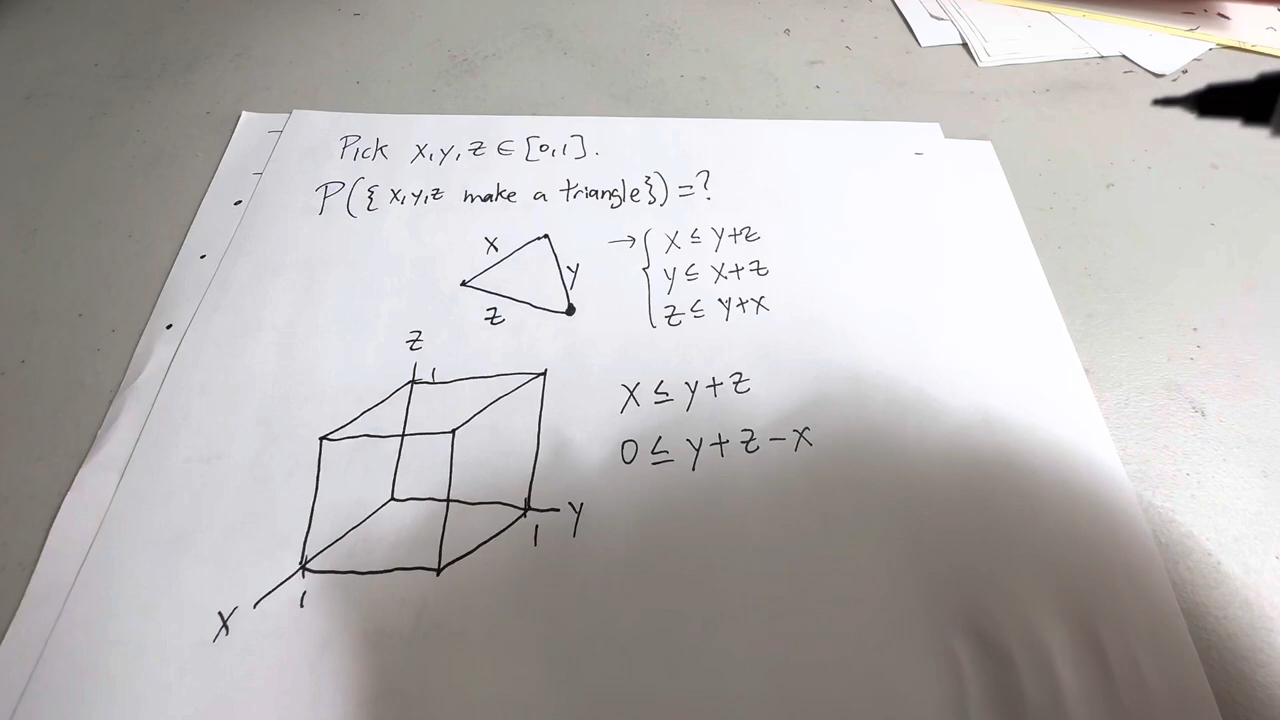 Pick x,y,z ∈ [0,1].
P({x,y,z make a triangle})=?
x
y
z
→ { x ≤ y+z
y ≤ x+z
z ≤ y+x
z
1
x ≤ y+z
0 ≤ y+z-x
y
1
1
x